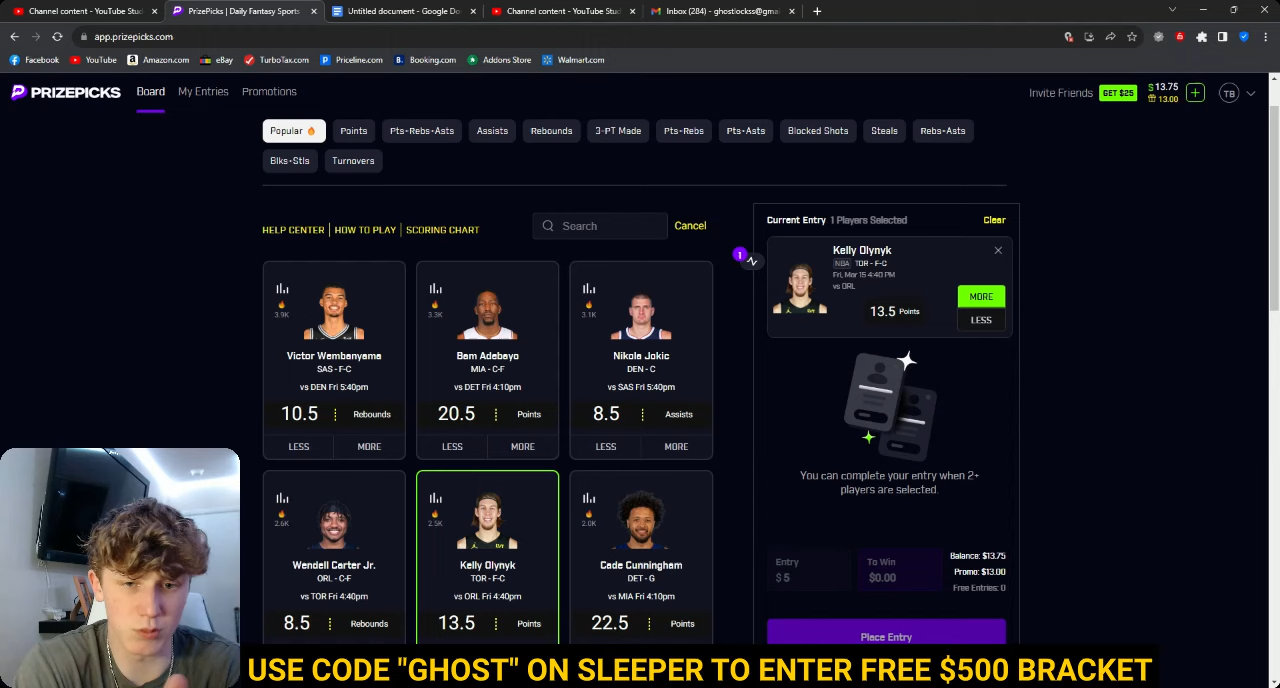 Channel content - YouTube Stud
PrizePicks | Daily Fantasy Sports
Untitled document - Google Do
Channel content - YouTube Stud
Inbox (284) - ghostlockss@gmai
app.prizepicks.com
Facebook
YouTube
Amazon.com
eBay
TurboTax.com
Priceline.com
Booking.com
Addons Store
Walmart.com
PRIZEPICKS
Board
My Entries
Promotions
Invite Friends
GET $25
$ 13.75
13.00
TB
Popular
Points
Pts+Rebs+Asts
Assists
Rebounds
3-PT Made
Pts+Rebs
Pts+Asts
Blocked Shots
Steals
Rebs+Asts
Blks+Stls
Turnovers
HELP CENTER
HOW TO PLAY
SCORING CHART
Search
Cancel
3.9K
Victor Wembanyama
SAS - F-C
vs DEN Fri 5:40pm
10.5
Rebounds
LESS
MORE
3.3K
Bam Adebayo
MIA - C-F
vs DET Fri 4:10pm
20.5
Points
LESS
MORE
3.1K
Nikola Jokic
DEN - C
vs SAS Fri 5:40pm
8.5
Assists
LESS
MORE
2.6K
Wendell Carter Jr.
ORL - C-F
vs TOR Fri 4:40pm
8.5
Rebounds
2.5K
Kelly Olynyk
TOR - F-C
vs ORL Fri 4:40pm
13.5
Points
2.0K
Cade Cunningham
DET - G
vs MIA Fri 4:10pm
22.5
Points
Current Entry 1 Players Selected
Clear
1
Kelly Olynyk
NBA TOR - F-C
Fri, Mar 15 4:40 PM
vs ORL
13.5 Points
MORE
LESS
You can complete your entry when 2+
players are selected.
Entry
$ 5
To Win
$0.00
Balance: $13.75
Promo: $13.00
Free Entries: 0
Place Entry
USE CODE "GHOST" ON SLEEPER TO ENTER FREE $500 BRACKET